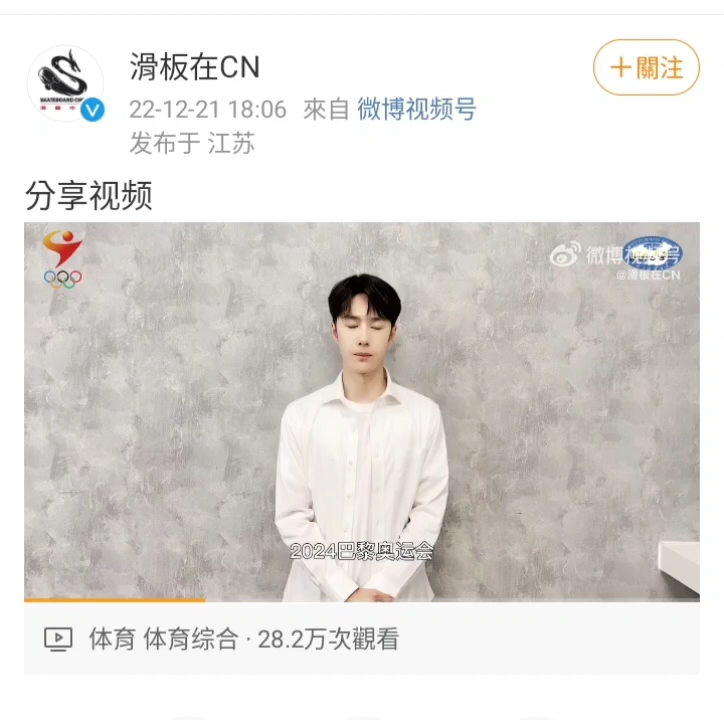 滑板在CN
+關注
22-12-21 18:06 來自 微博视频号
发布于 江苏
分享视频
微博视频号
@滑板在CN
2024巴黎奥运会
体育 体育综合 · 28.2万次觀看